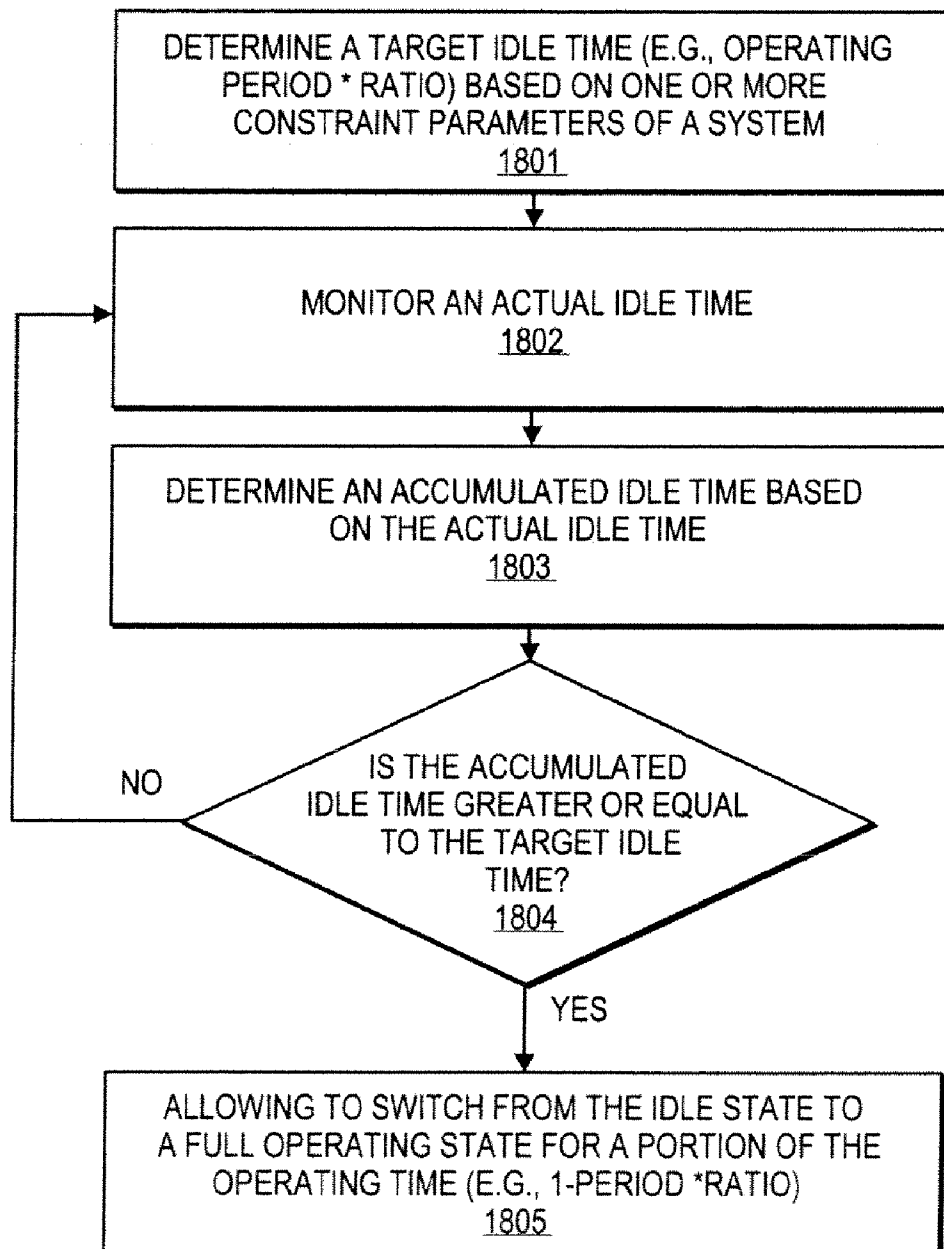 DETERMINE A TARGET IDLE TIME (E.G., OPERATING
PERIOD * RATIO) BASED ON ONE OR MORE
CONSTRAINT PARAMETERS OF A SYSTEM
1801
MONITOR AN ACTUAL IDLE TIME
1802
DETERMINE AN ACCUMULATED IDLE TIME BASED
ON THE ACTUAL IDLE TIME
1803
NO
IS THE ACCUMULATED
IDLE TIME GREATER OR EQUAL
TO THE TARGET IDLE
TIME?
1804
YES
ALLOWING TO SWITCH FROM THE IDLE STATE TO
A FULL OPERATING STATE FOR A PORTION OF THE
OPERATING TIME (E.G., 1-PERIOD *RATIO)
1805